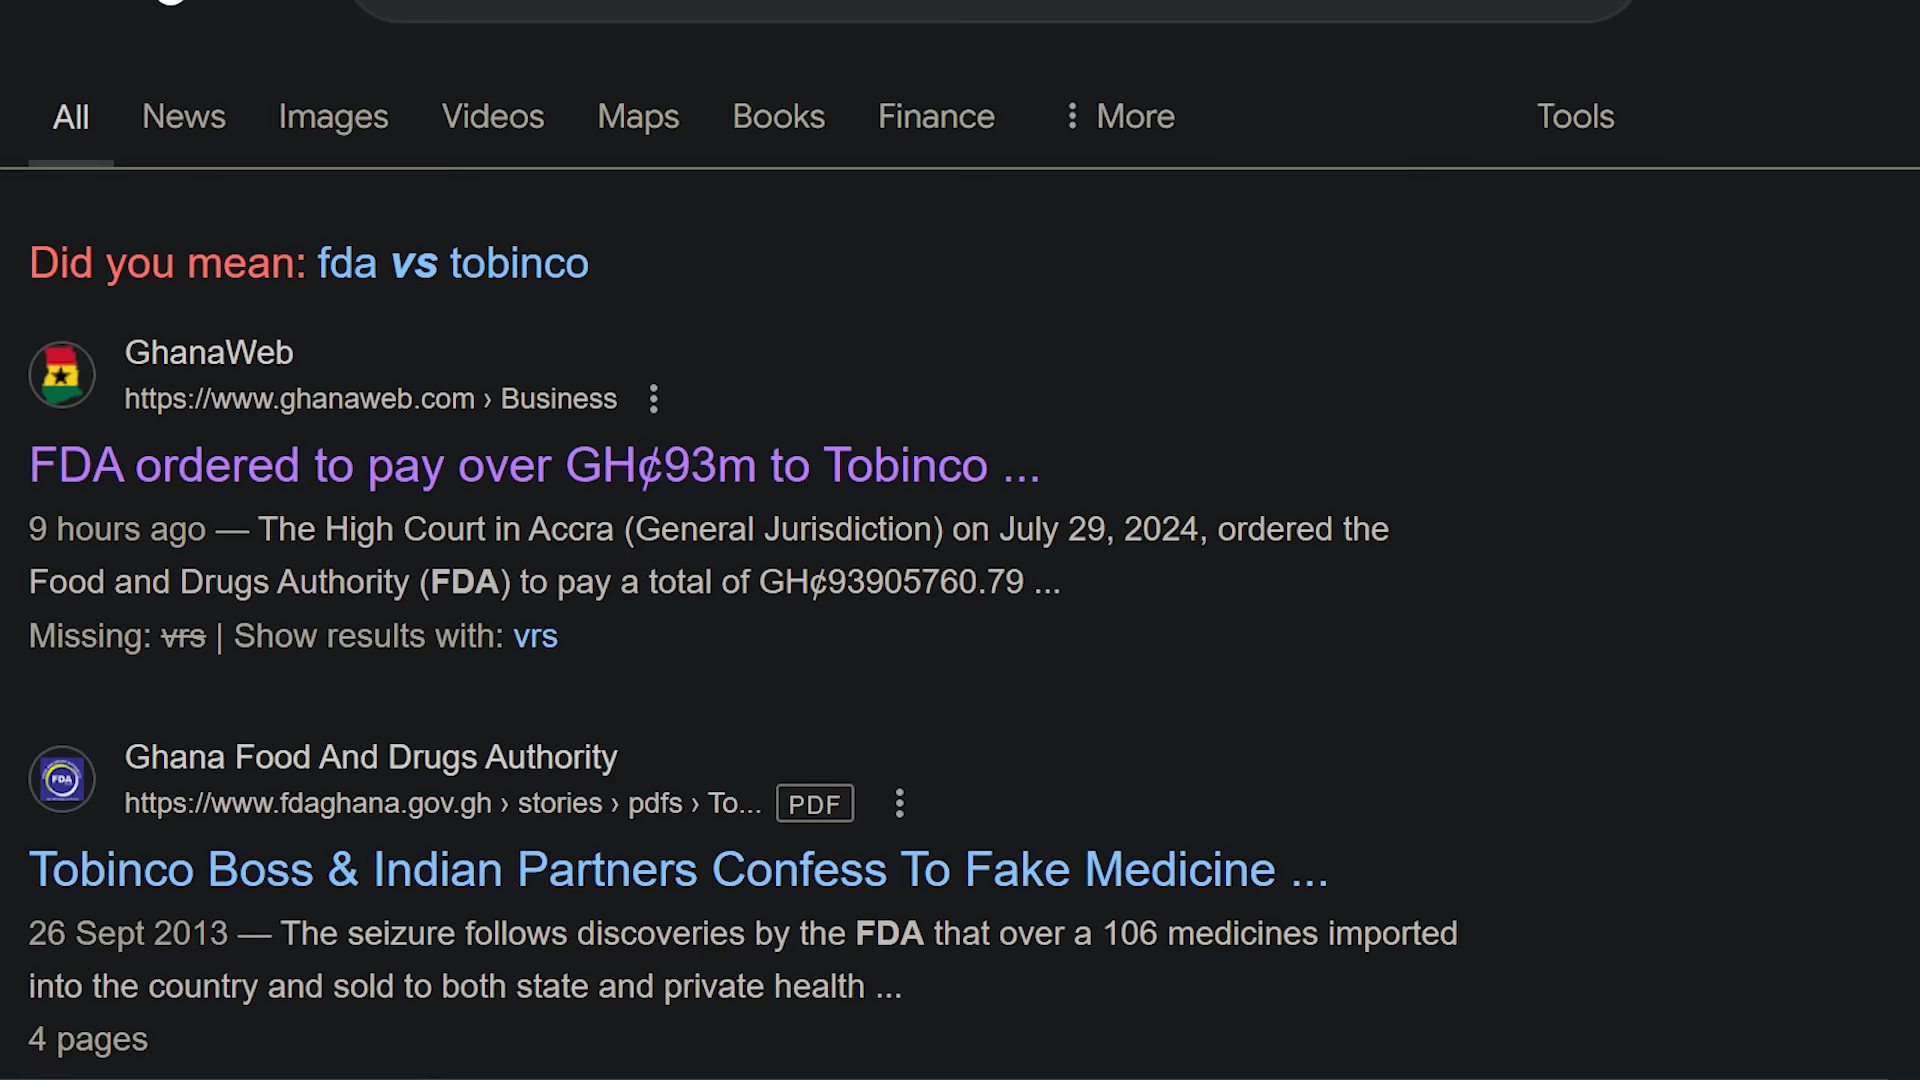 All News Images Videos Maps Books Finance More Tools
Did you mean: fda vs tobinco
GhanaWeb
https://www.ghanaweb.com › Business
FDA ordered to pay over GH¢93m to Tobinco ...
9 hours ago — The High Court in Accra (General Jurisdiction) on July 29, 2024, ordered the
Food and Drugs Authority (FDA) to pay a total of GH¢93905760.79 ...
Missing: vrs | Show results with: vrs
Ghana Food And Drugs Authority
FDA
https://www.fdaghana.gov.gh › stories › pdfs › To... PDF
Tobinco Boss & Indian Partners Confess To Fake Medicine ...
26 Sept 2013 — The seizure follows discoveries by the FDA that over a 106 medicines imported
into the country and sold to both state and private health ...
4 pages